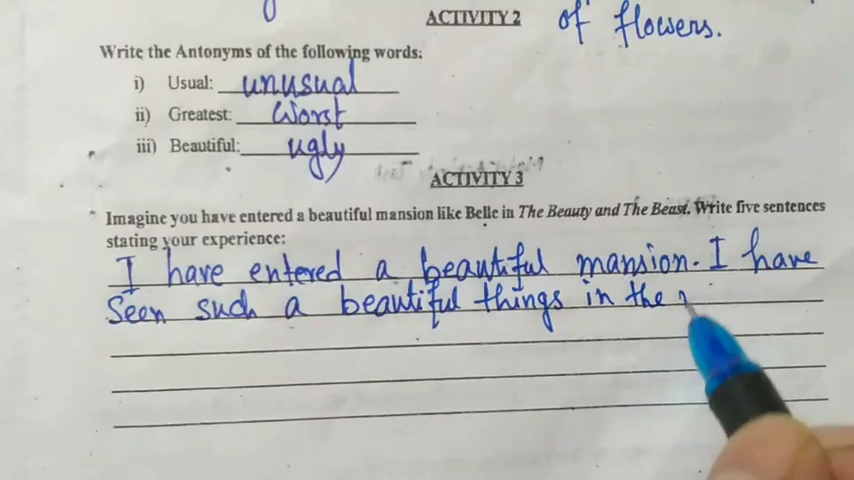 of flowers.
ACTIVITY 2
Write the Antonyms of the following words:
i) Usual: unusual
ii) Greatest: Worst
iii) Beautiful: ugly
ACTIVITY 3
Imagine you have entered a beautiful mansion like Belle in The Beauty and The Beast. Write five sentences
stating your experience:
I have entered a beautiful mansion. I have
Seen such a beautiful things in the